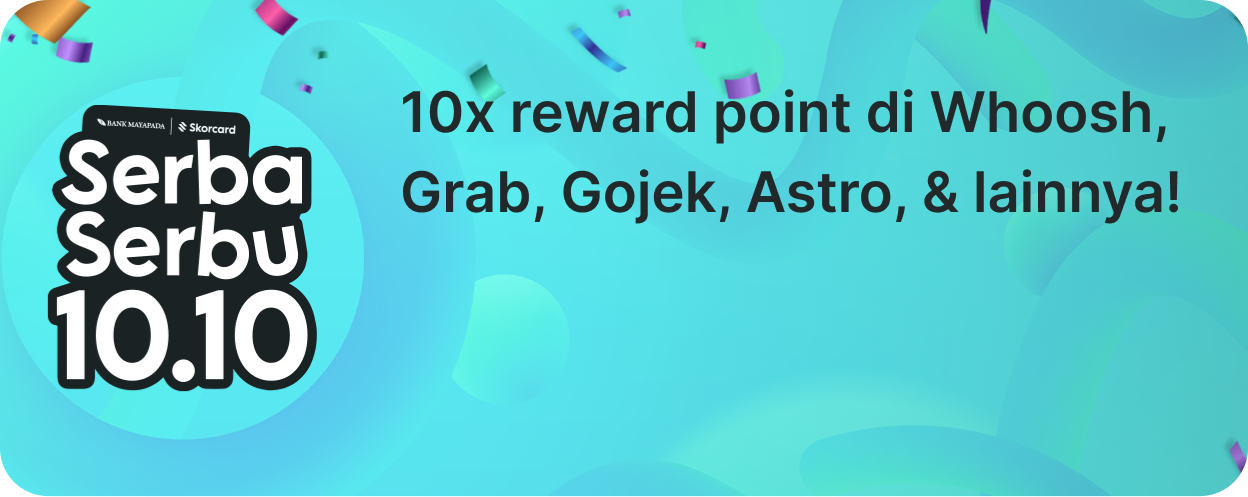 BANK MAYAPADA | Skorcard
Serba
Serbu
10.10
10x reward point di Whoosh,
Grab, Gojek, Astro, & lainnya!